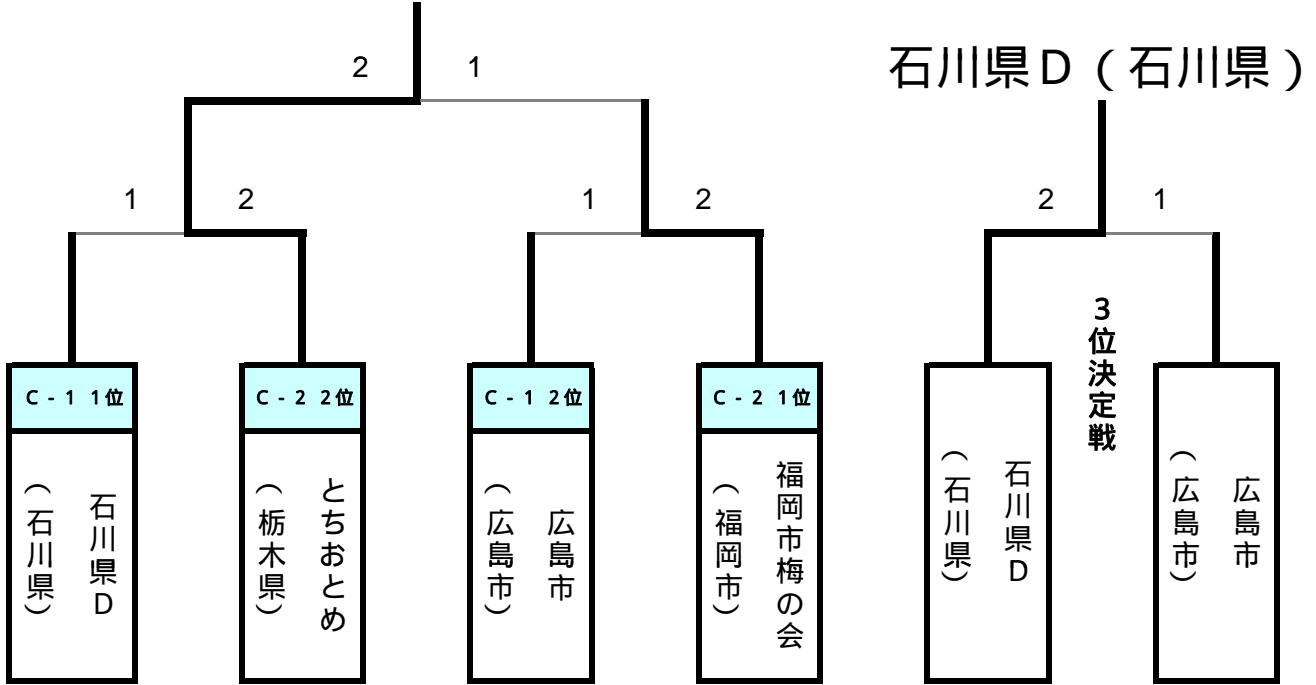 2 1
石川県D(石川県)
1 2
1 2
2 1
3位決定戦
C-1 1位
石川県D
(石川県)
C-2 2位
とちおとめ
(栃木県)
C-1 2位
広島市
(広島市)
C-2 1位
福岡市梅の会
(福岡市)
石川県D
(石川県)
広島市
(広島市)